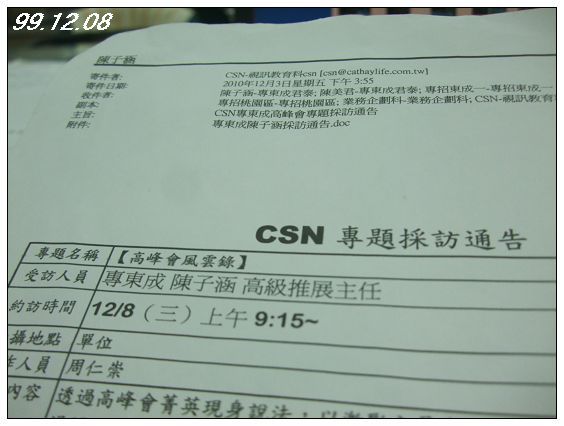 99.12.08
陳子涵
寄件者: CSN-視訊教育科csn [csn@cathaylife.com.tw]
寄件日期: 2010年12月3日星期五 下午 3:55
收件者: 陳子涵-專東成君泰; 陳美君-專東成君泰; 專招東成一-專招東成一
副本: 專招桃園區-專招桃園區; 業務企劃科-業務企劃科; CSN-視訊教育
主旨: CSN專東成高峰會專題採訪通告
附件: 專東成陳子涵採訪通告.doc
CSN 專題採訪通告
專題名稱 【高峰會風雲錄】
受訪人員 專東成 陳子涵 高級推展主任
約訪時間 12/8（三）上午 9:15~
攝地點 單位
作人員 周仁崇
內容 透過高峰會菁英現身說法，以